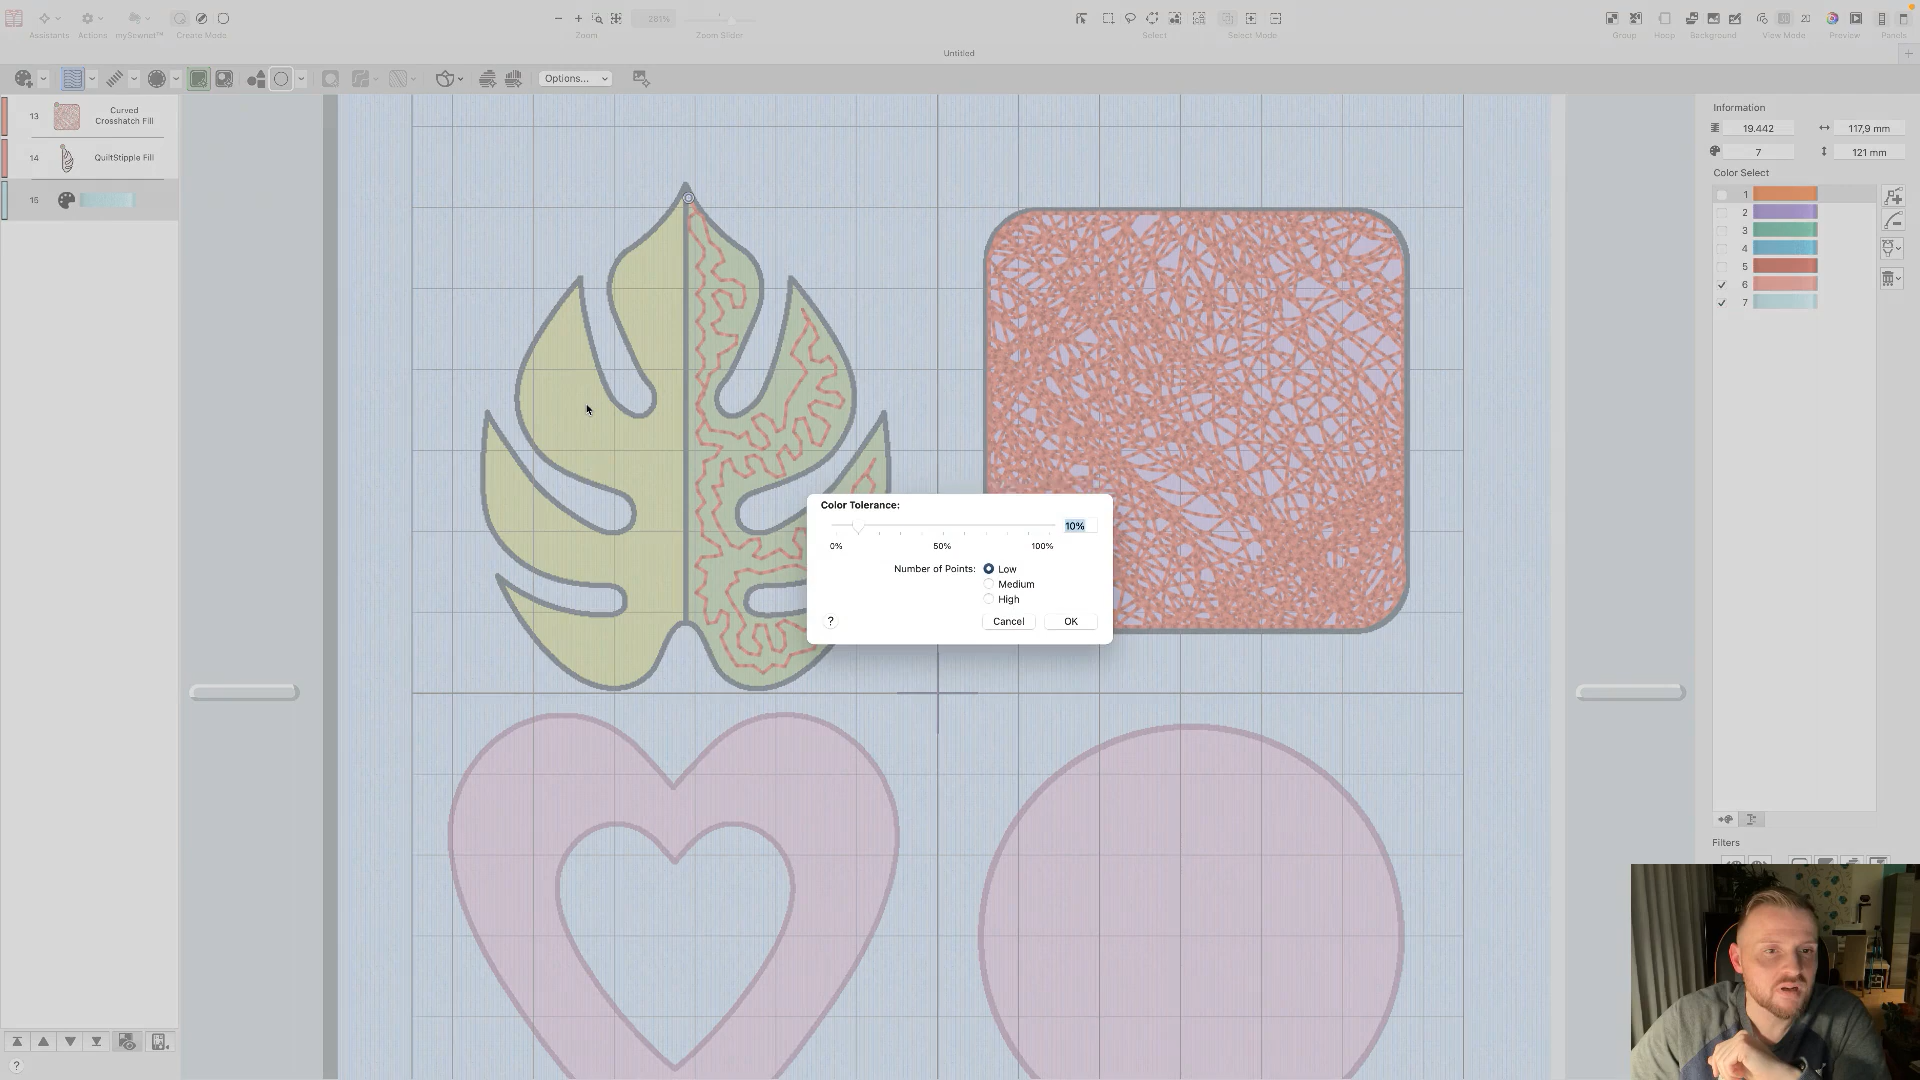 281%
20
Assistants
Actions
mySewnet™
Create Mode
Zoom
Zoom Slider
Select
Select Mode
Group
Hoop
Background
View Mode
Preview
Panels
Untitled
Options...
13
Curved
Crosshatch Fill
14
QuiltStipple Fill
15
Information
19.442
117,9 mm
7
121 mm
Color Select
1
2
3
4
5
6
7
Color Tolerance:
10%
0%
50%
100%
Number of Points:
Low
Medium
High
?
Cancel
OK
Filters
?